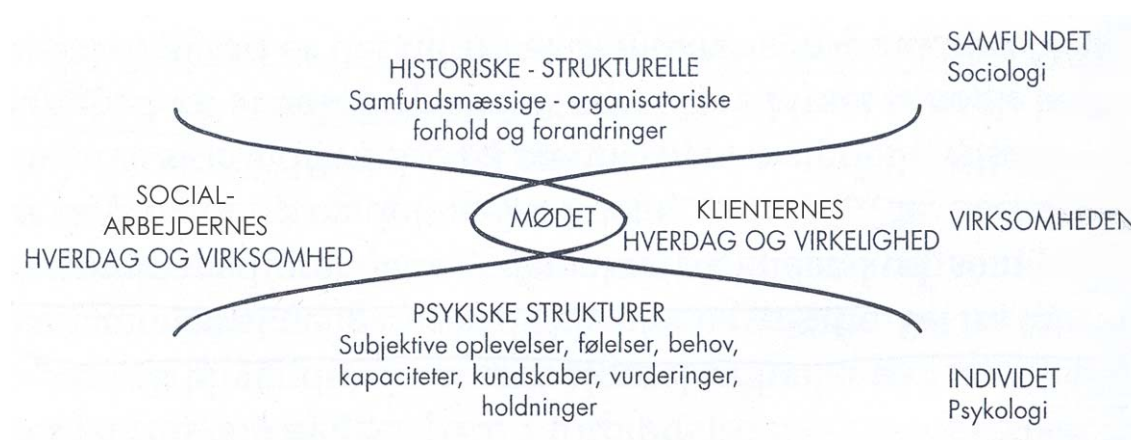 SAMFUNDET
Sociologi
HISTORISKE - STRUKTURELLE
Samfundsmæssige - organisatoriske
forhold og forandringer
SOCIAL-
ARBEJDERNES
HVERDAG OG VIRKSOMHED
MØDET
KLIENTERNES
HVERDAG OG VIRKELIGHED
VIRKSOMHEDEN
PSYKISKE STRUKTURER
Subjektive oplevelser, følelser, behov,
kapaciteter, kundskaber, vurderinger,
holdninger
INDIVIDET
Psykologi